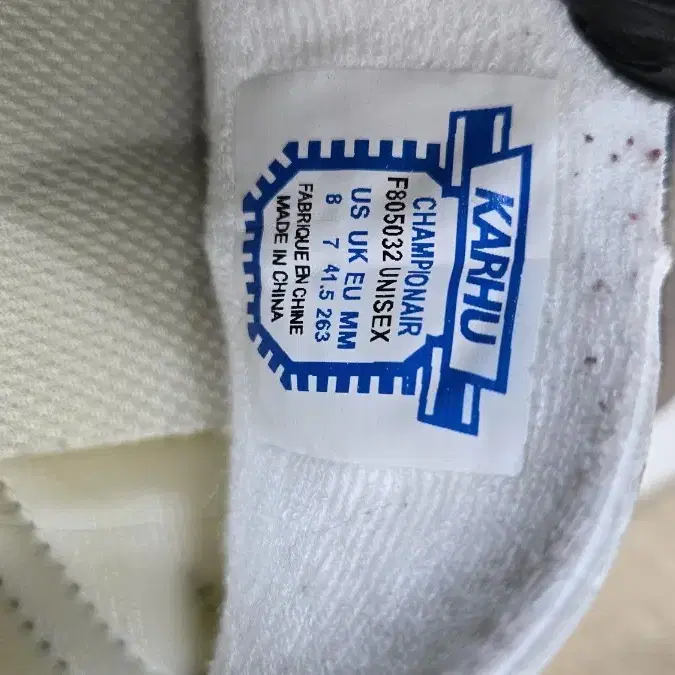 KARHU
CHAMPIONAIR
F805032 UNISEX
US UK EU MM
8 7 41.5 263
FABRIQUE EN CHINE
MADE IN CHINA